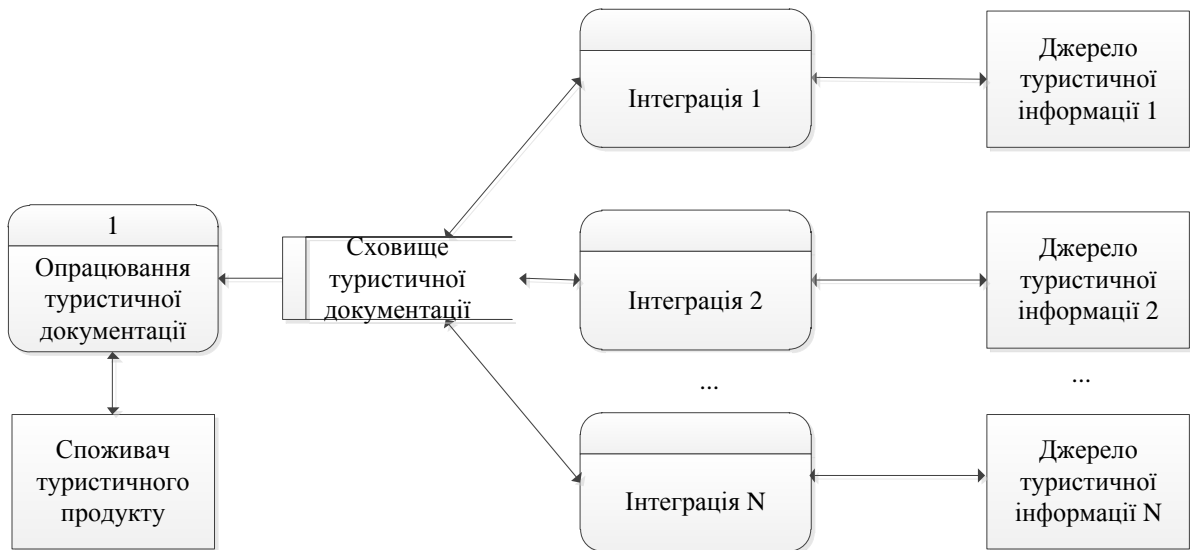 Інтеграція 1
Джерело
туристичної
інформації 1
1
Опрацювання
туристичної
документації
Сховище
туристичної
документації
Інтеграція 2
Джерело
туристичної
інформації 2
...
...
Споживач
туристичного
продукту
Інтеграція N
Джерело
туристичної
інформації N